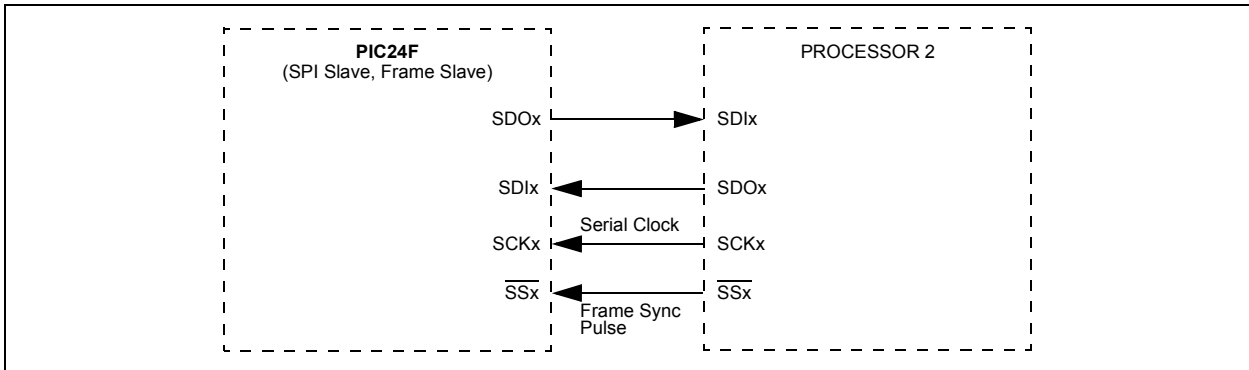 PIC24F
(SPI Slave, Frame Slave)
PROCESSOR 2
SDOx
SDIx
SDIx
SDOx
Serial Clock
SCKx
SCKx
SSx
SSx
Frame Sync
Pulse